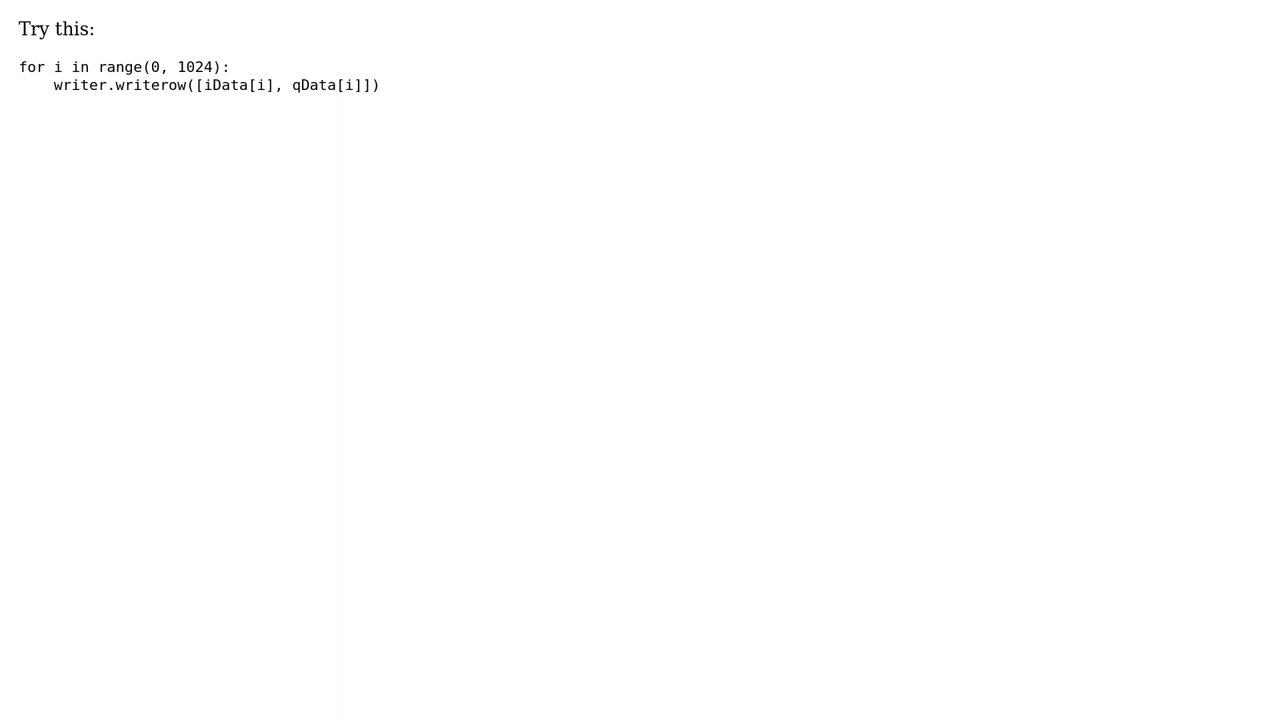 Try this:
for i in range(0, 1024):
    writer.writerow([iData[i], qData[i]])